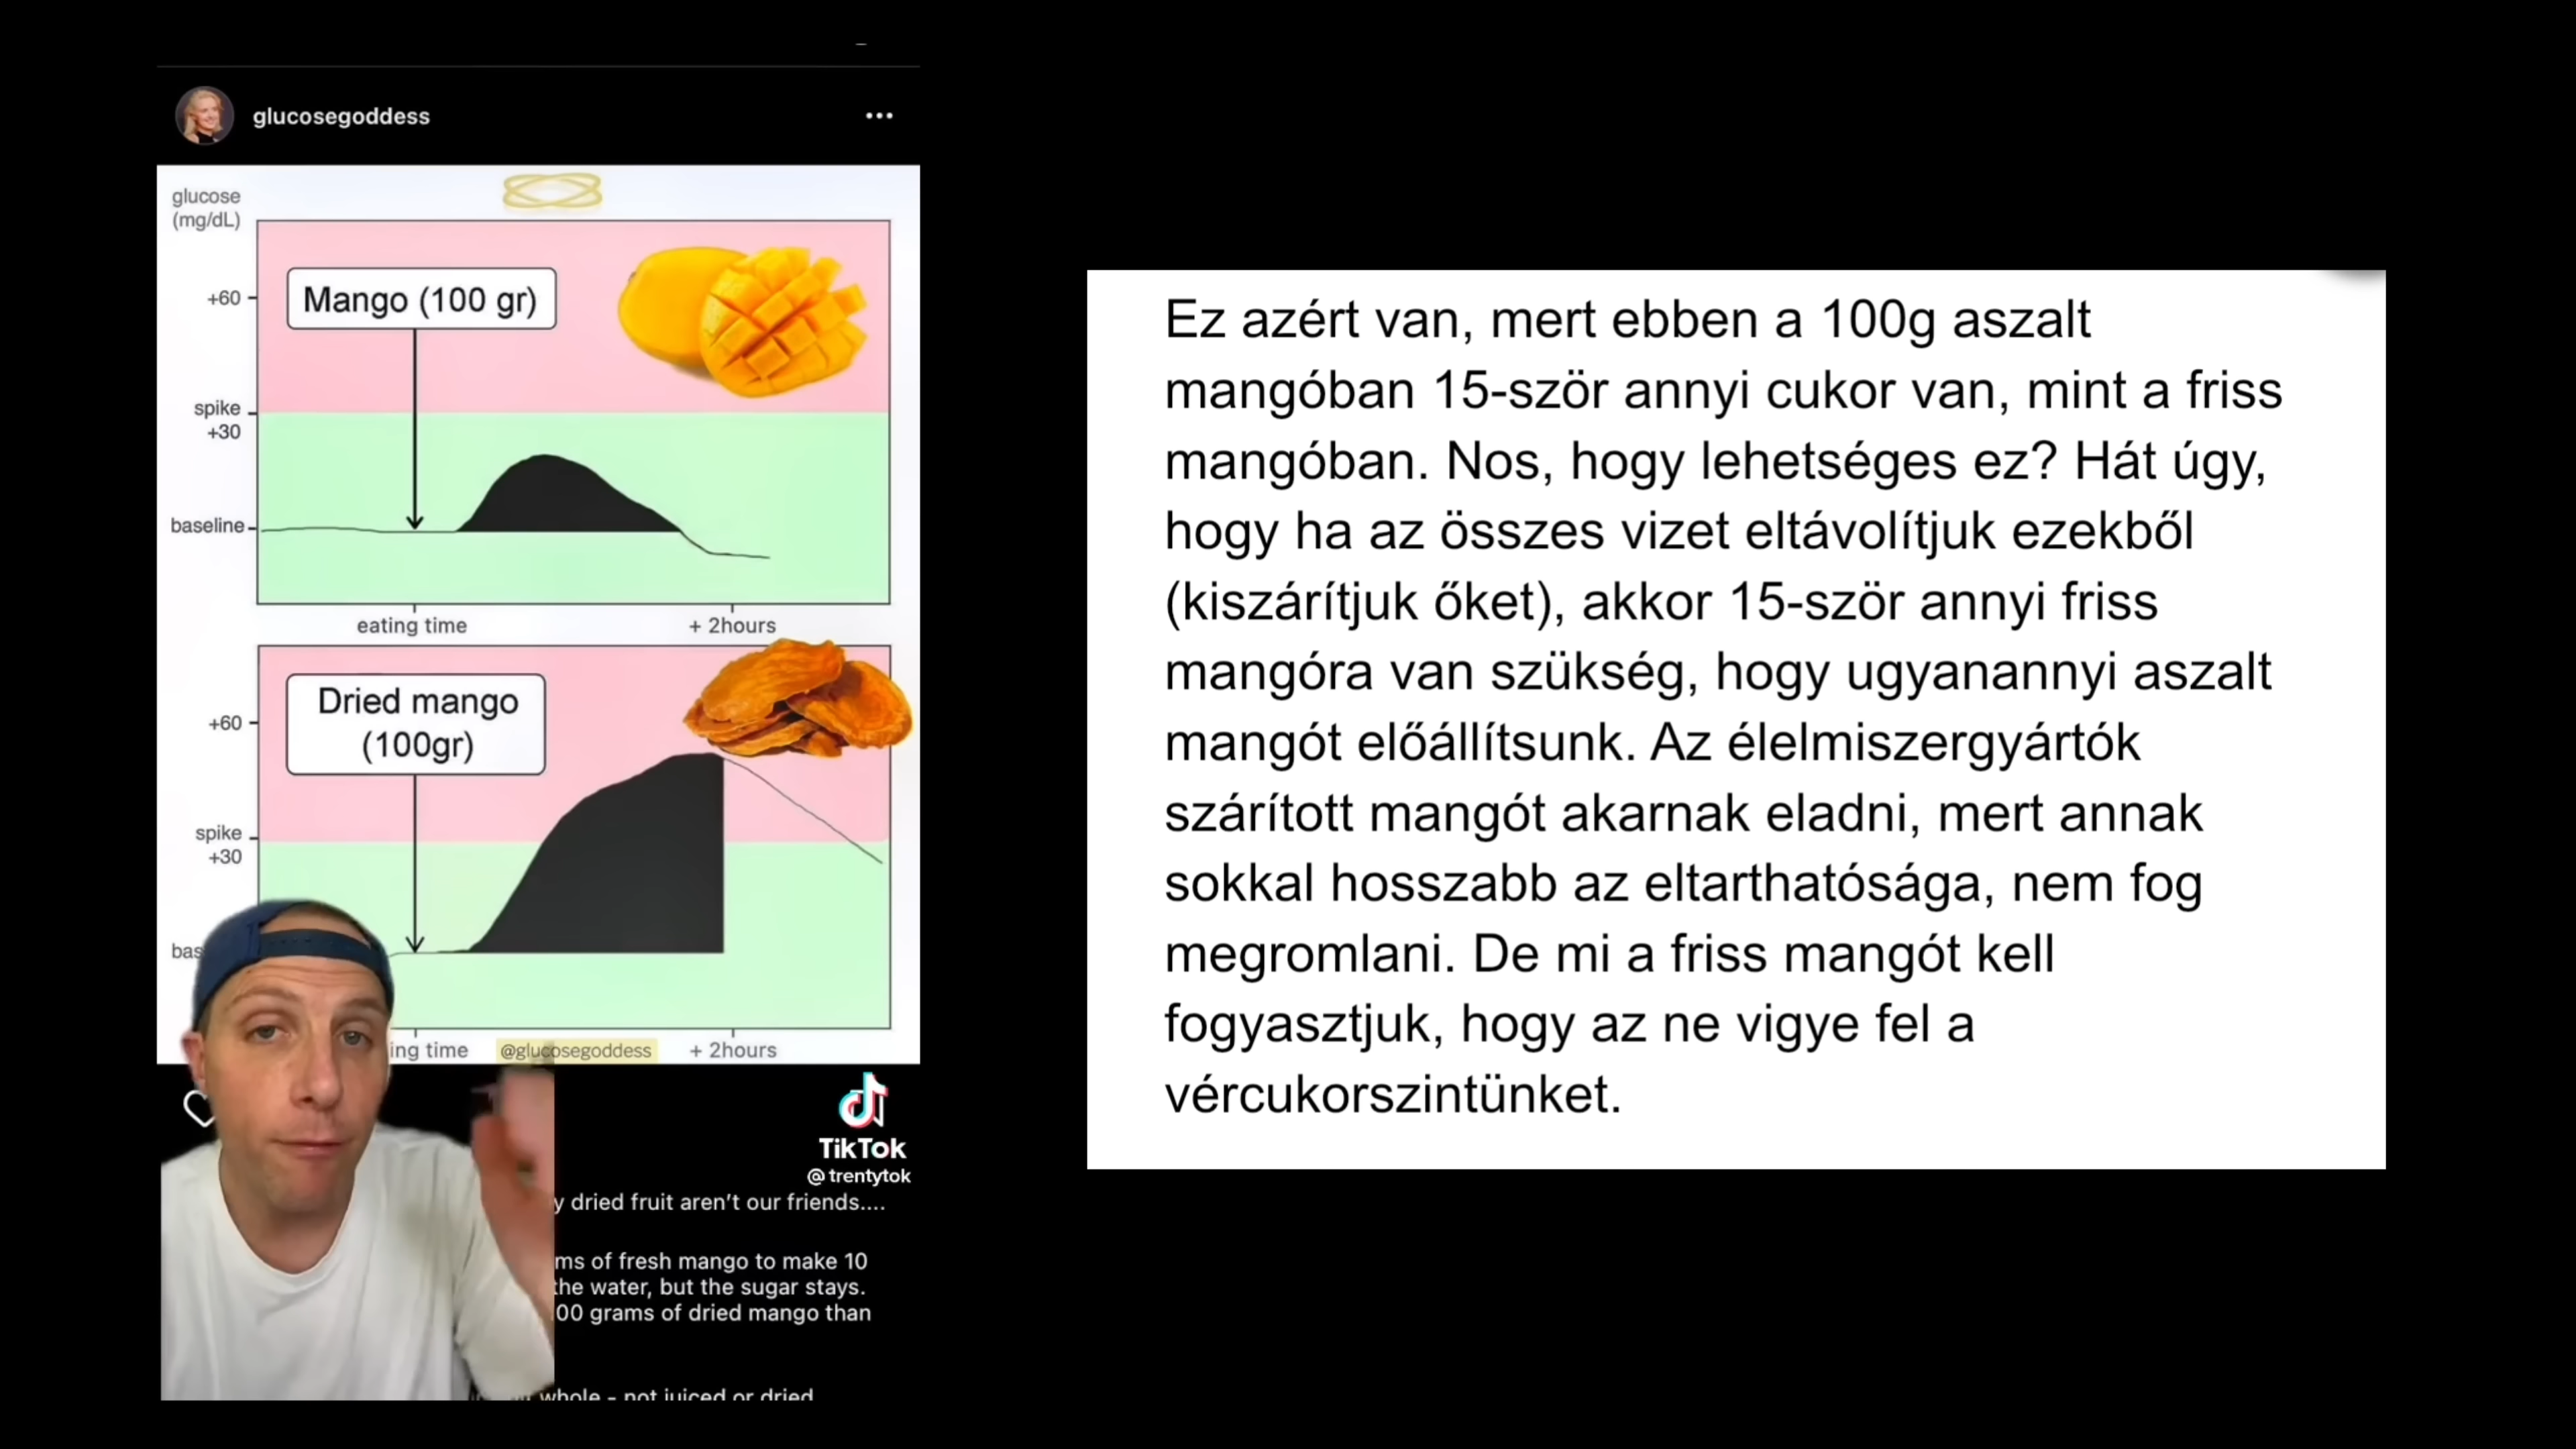 glucosegoddess
glucose
(mg/dL)
Mango (100 gr)
+60
spike
+30
baseline
eating time
+ 2hours
Dried mango
(100gr)
+60
spike
+30
time
@glucosegoddess
+ 2hours
TikTok
@trentytok
dried fruit aren't our friends....
of fresh mango to make 10
the water, but the sugar stays.
grams of dried mango than
whole - not juiced or dried
Ez azért van, mert ebben a 100g aszalt
mangóban 15-ször annyi cukor van, mint a friss
mangóban. Nos, hogy lehetséges ez? Hát úgy,
hogy ha az összes vizet eltávolítjuk ezekből
(kiszárítjuk őket), akkor 15-ször annyi friss
mangóra van szükség, hogy ugyanannyi aszalt
mangót előállítsunk. Az élelmiszergyártók
szárított mangót akarnak eladni, mert annak
sokkal hosszabb az eltarthatósága, nem fog
megromlani. De mi a friss mangót kell
fogyasztjuk, hogy az ne vigye fel a
vércukorszintünket.